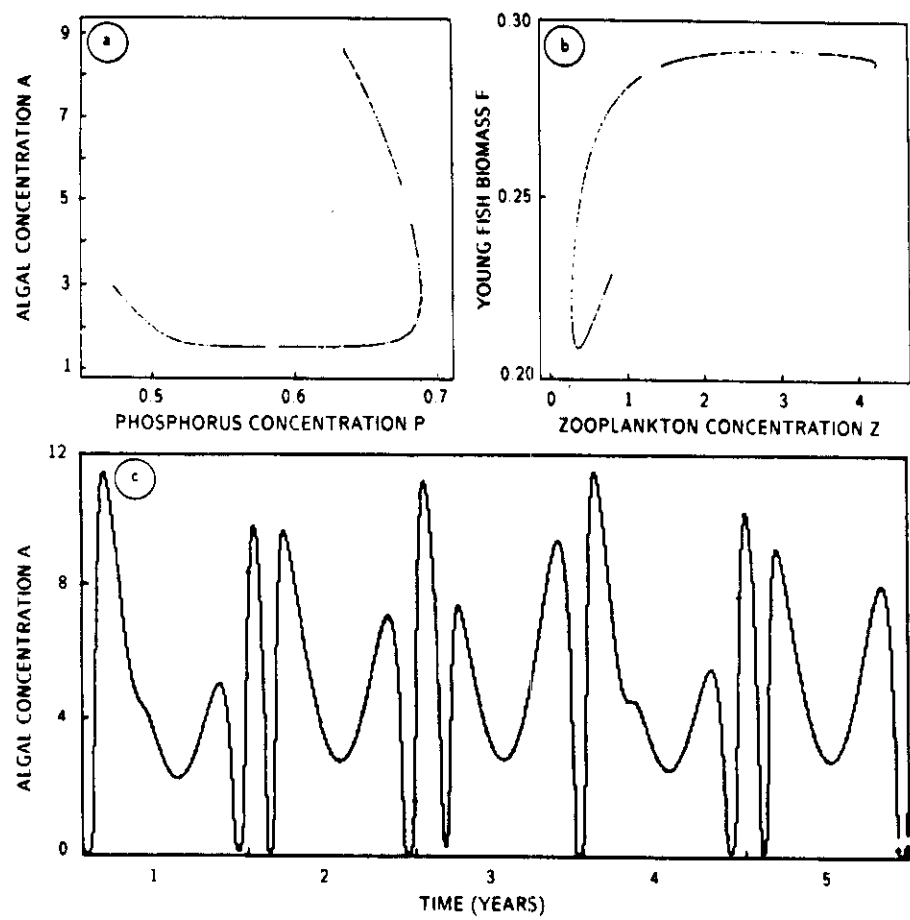 a
ALGAL CONCENTRATION A
9
7
5
3
1
0.5 0.6 0.7
PHOSPHORUS CONCENTRATION P
b
YOUNG FISH BIOMASS F
0.30
0.25
0.20
0 1 2 3 4
ZOOPLANKTON CONCENTRATION Z
c
ALGAL CONCENTRATION A
12
8
4
0
1 2 3 4 5
TIME (YEARS)